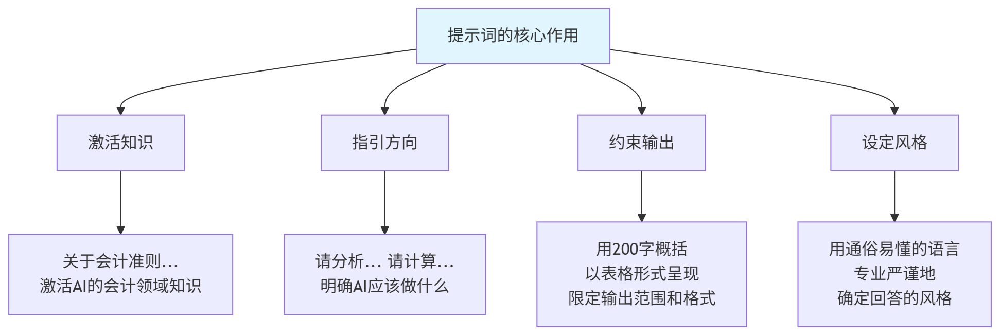 提示词的核心作用
激活知识
指引方向
约束输出
设定风格
关于会计准则...
激活AI的会计领域知识
请分析... 请计算...
明确AI应该做什么
用200字概括
以表格形式呈现
限定输出范围和格式
用通俗易懂的语言
专业严谨地
确定回答的风格